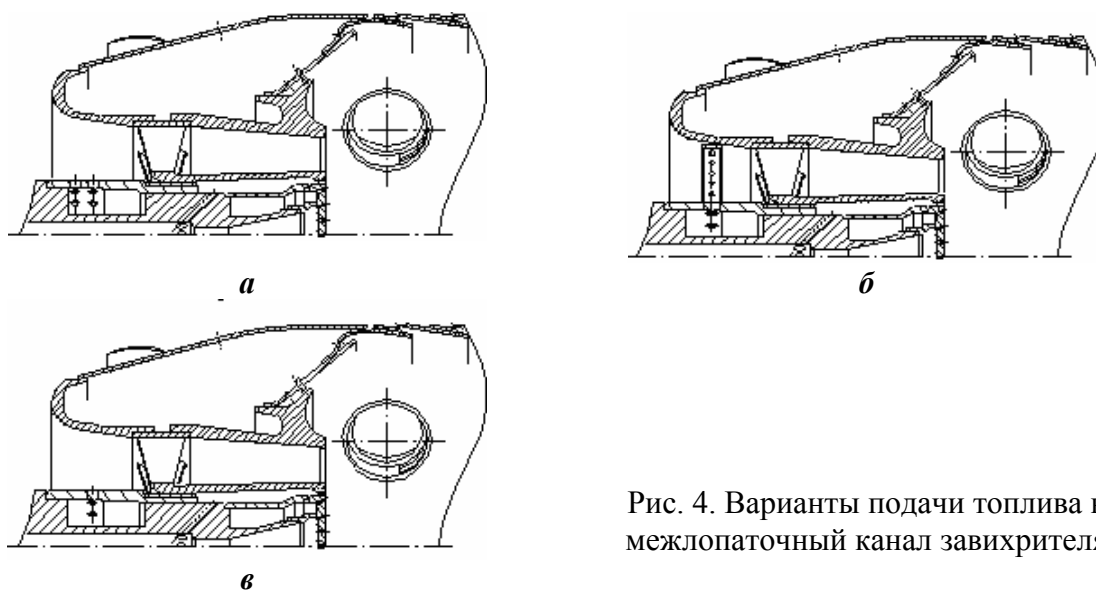 а
б
в
Рис. 4. Варианты подачи топлива
межлопаточный канал завихрителя